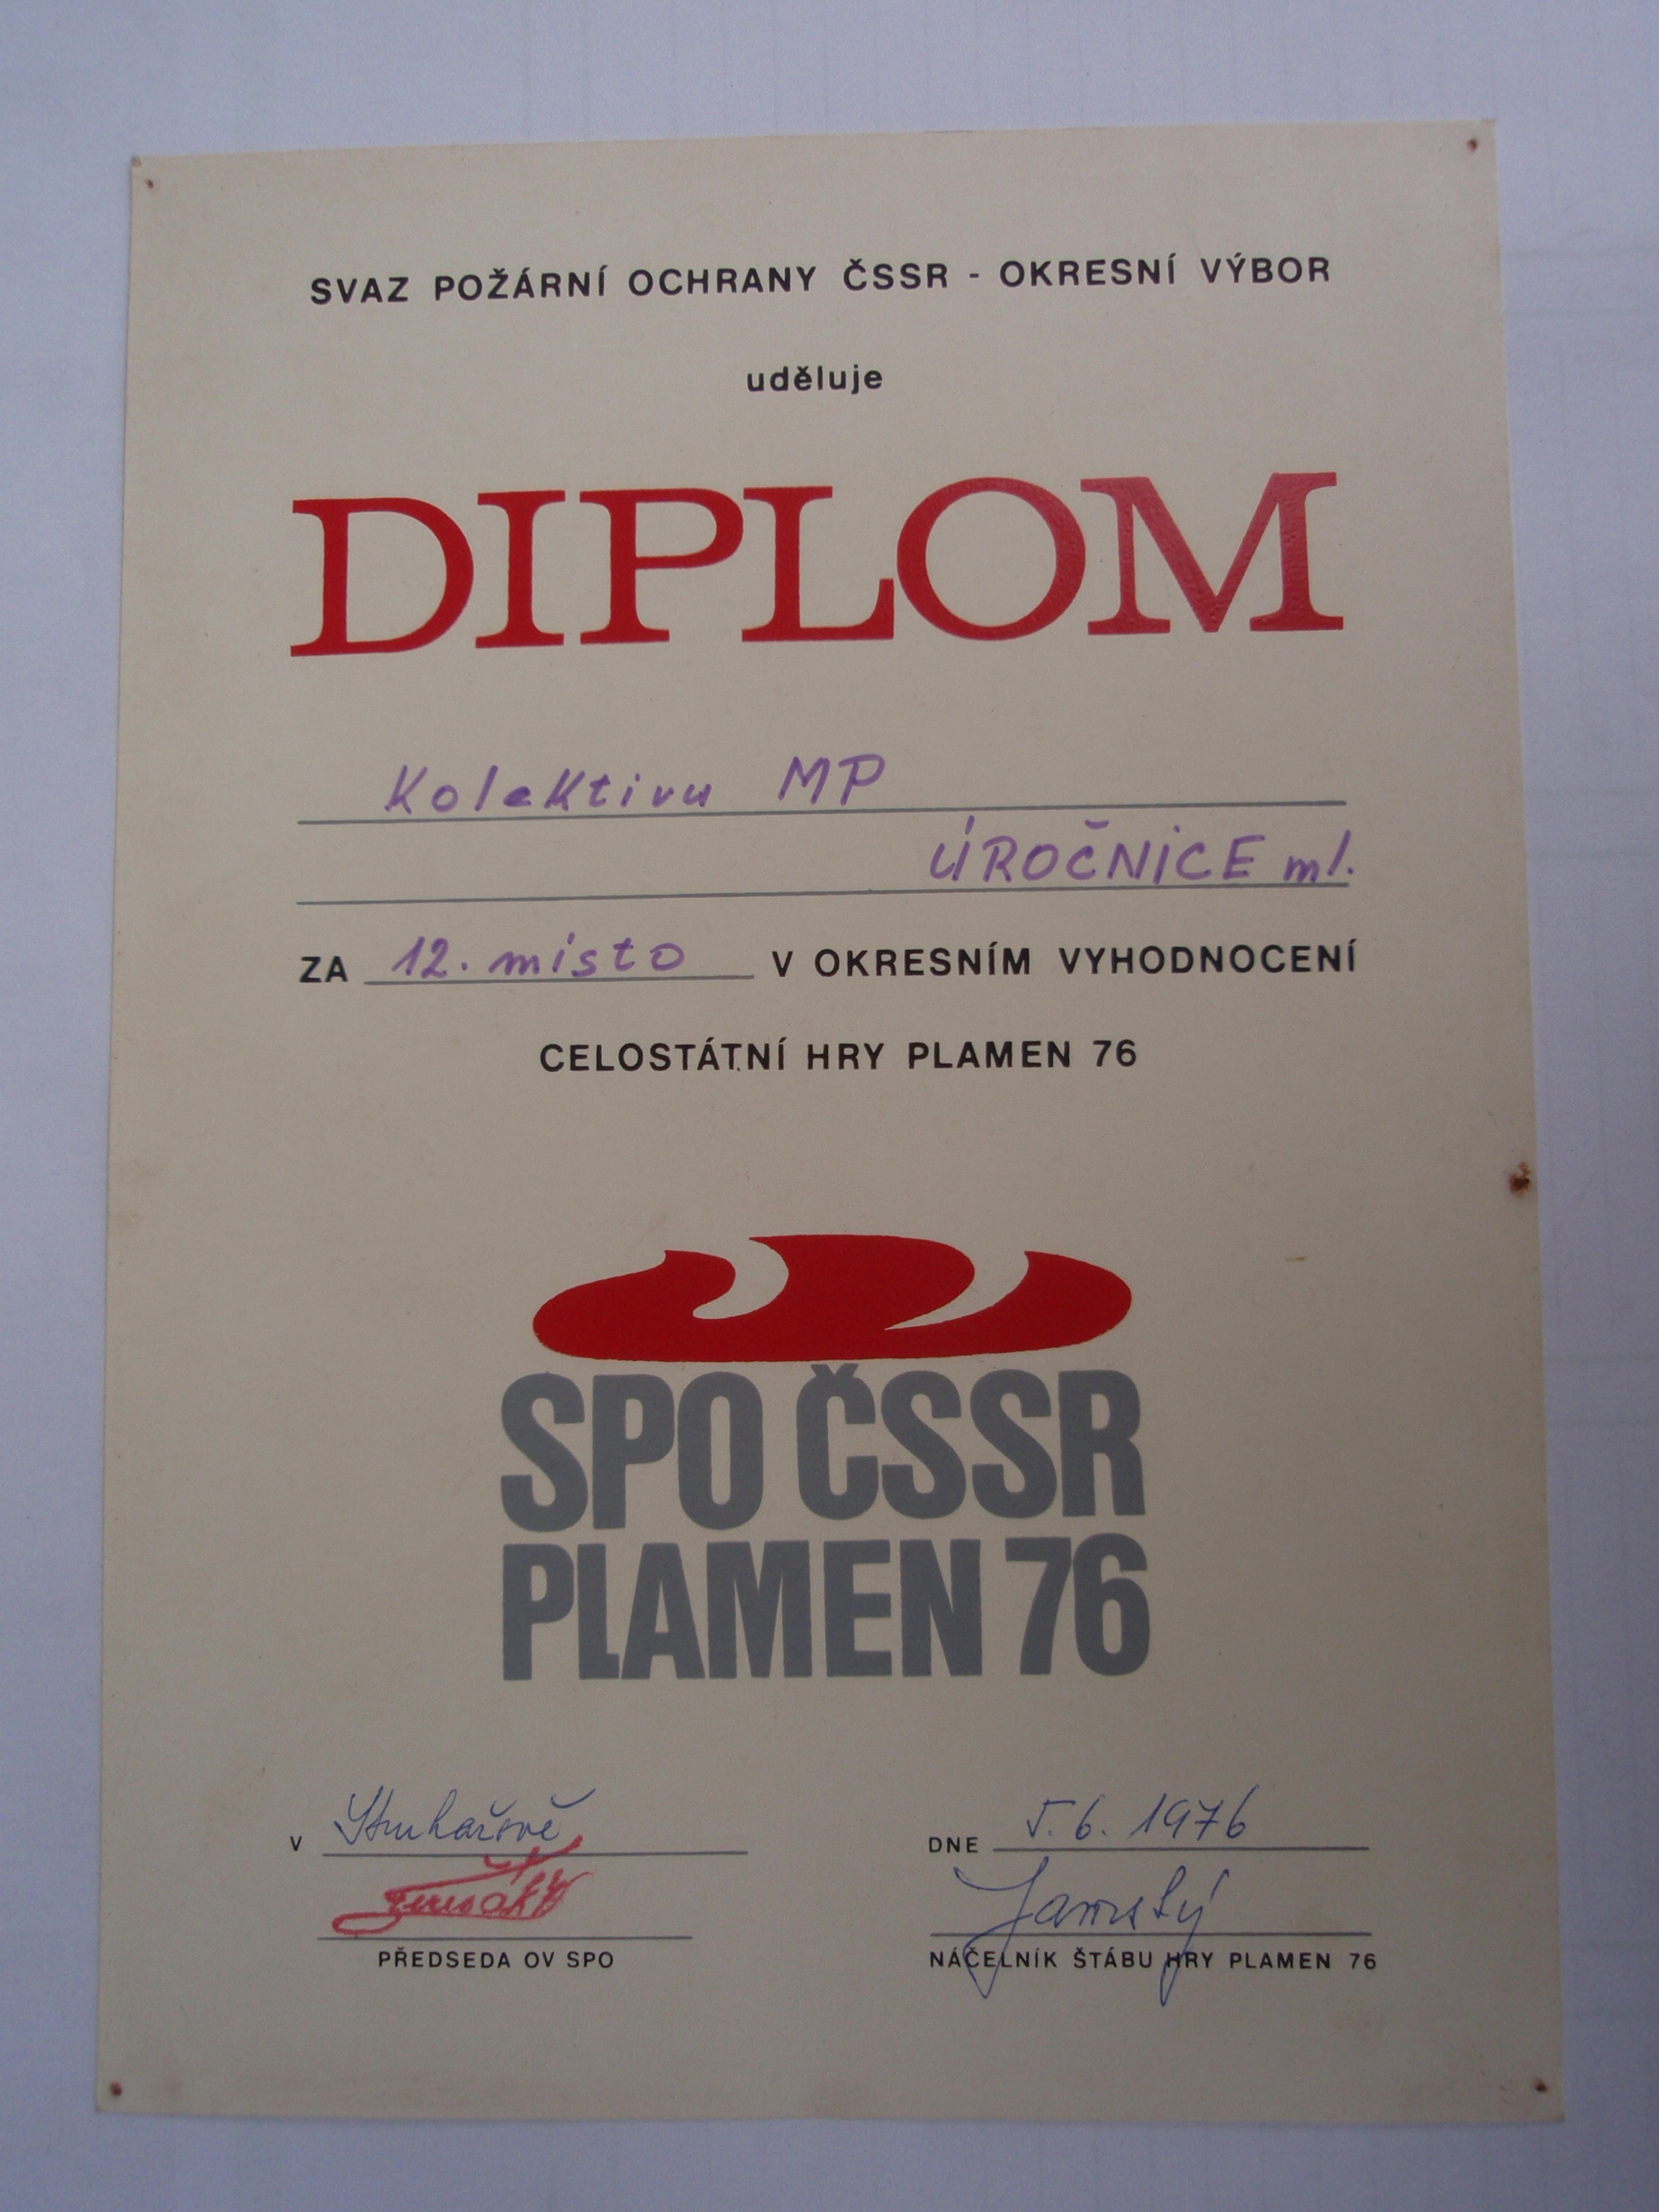 SVAZ POŽÁRNÍ OCHRANY ČSSR - OKRESNÍ VÝBOR
uděluje
DIPLOM
Kolektivu MP
ÚROČNICE ml.
ZA 12. místo V OKRESNÍM VYHODNOCENÍ
CELOSTÁTNÍ HRY PLAMEN 76
SPO ČSSR
PLAMEN 76
V Struhařově DNE 5. 6. 1976
PŘEDSEDA OV SPO NÁČELNÍK ŠTÁBU HRY PLAMEN 76